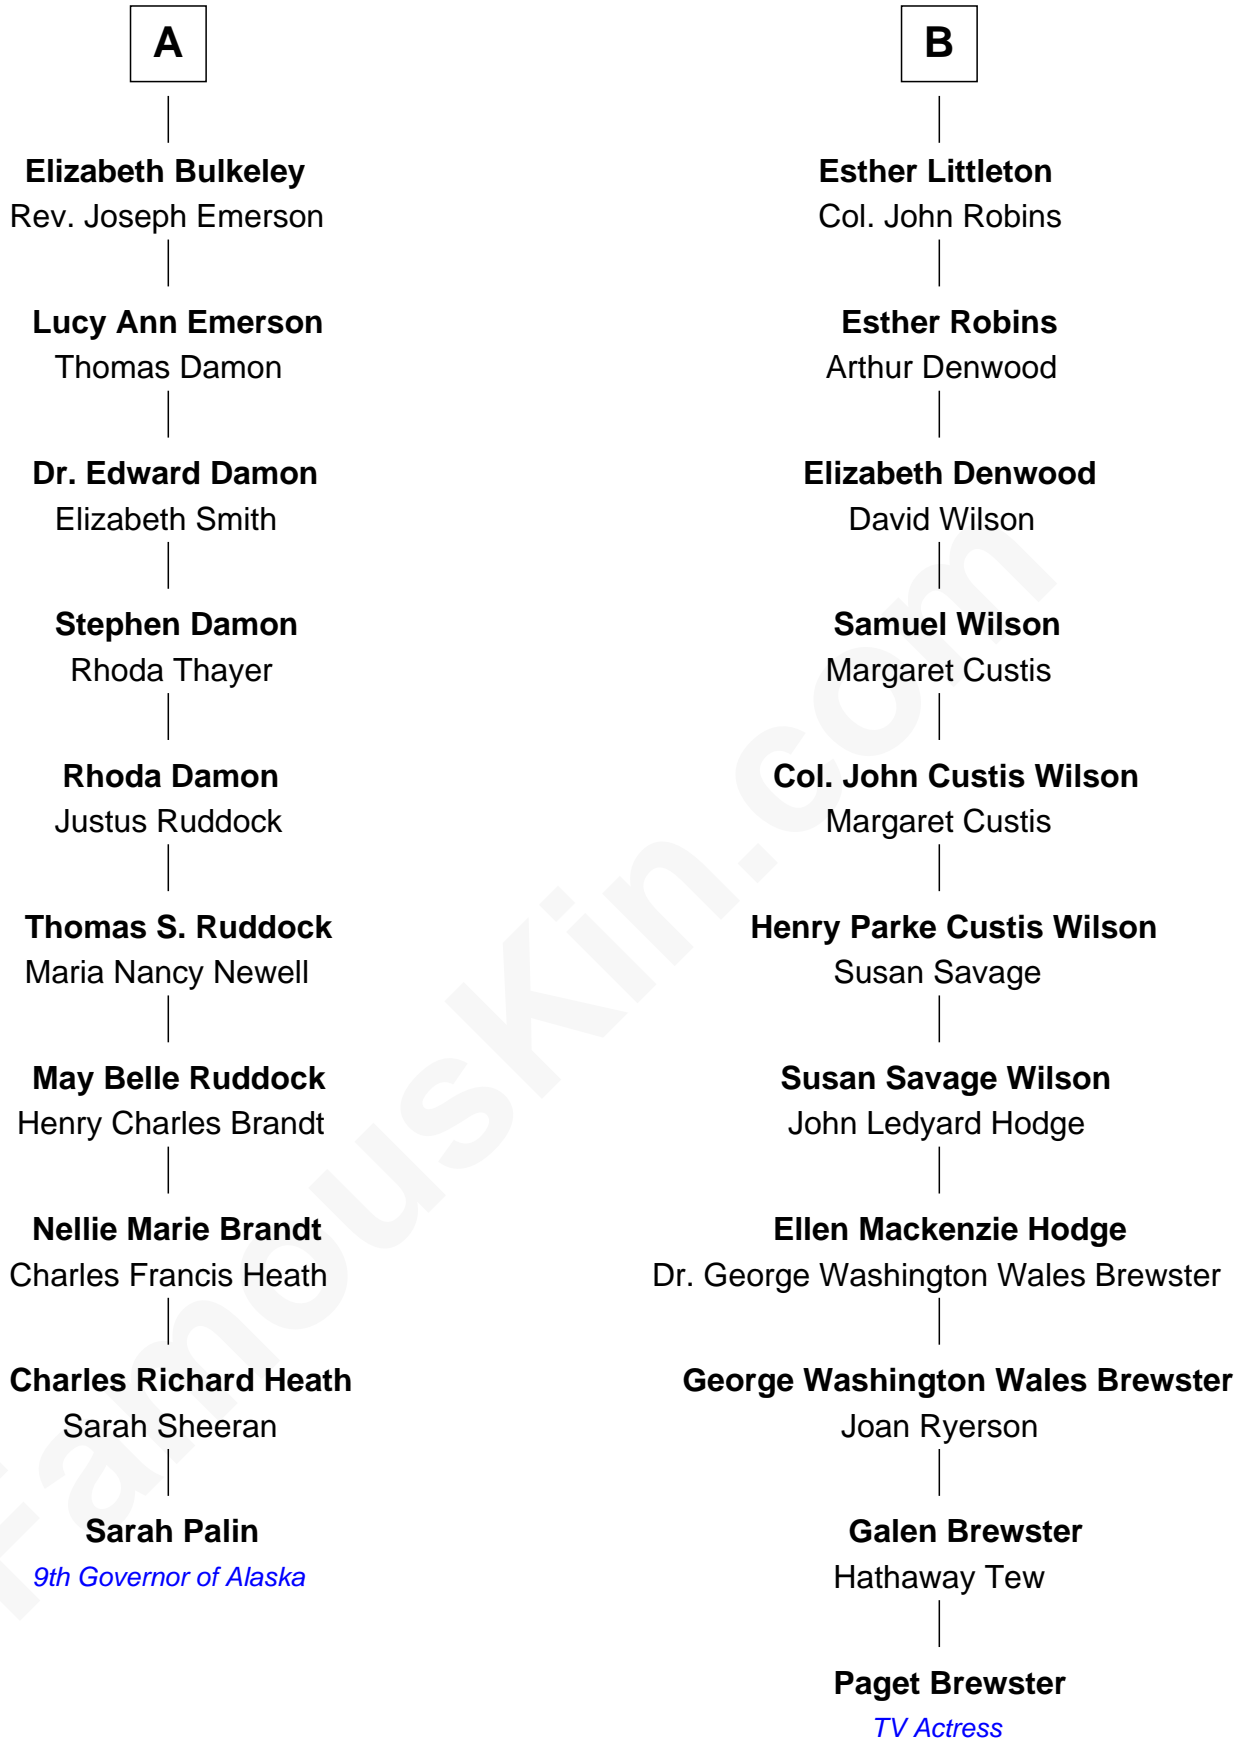 A
Elizabeth Bulkeley
Rev. Joseph Emerson
Lucy Ann Emerson
Thomas Damon
Dr. Edward Damon
Elizabeth Smith
Stephen Damon
Rhoda Thayer
Rhoda Damon
Justus Ruddock
Thomas S. Ruddock
Maria Nancy Newell
May Belle Ruddock
Henry Charles Brandt
Nellie Marie Brandt
Charles Francis Heath
Charles Richard Heath
Sarah Sheeran
Sarah Palin
9th Governor of Alaska
B
Esther Littleton
Col. John Robins
Esther Robins
Arthur Denwood
Elizabeth Denwood
David Wilson
Samuel Wilson
Margaret Custis
Col. John Custis Wilson
Margaret Custis
Henry Parke Custis Wilson
Susan Savage
Susan Savage Wilson
John Ledyard Hodge
Ellen Mackenzie Hodge
Dr. George Washington Wales Brewster
George Washington Wales Brewster
Joan Ryerson
Galen Brewster
Hathaway Tew
Paget Brewster
TV Actress
FamousKin.com